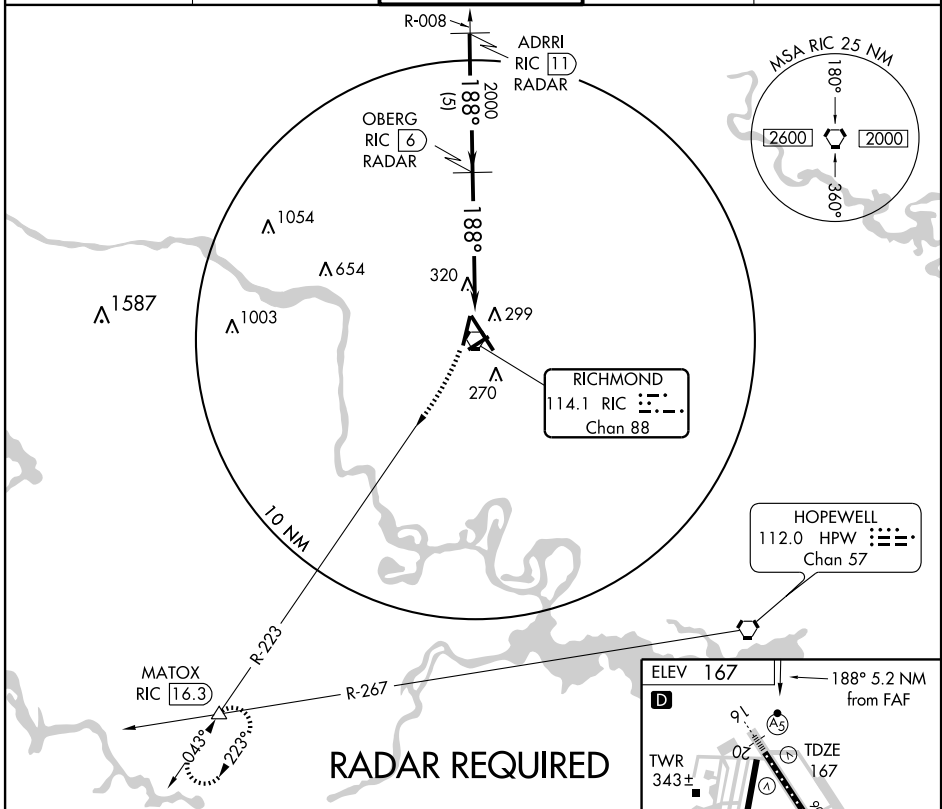 R-008
ADRRI
RIC 11
RADAR
2000
188°
(5)
OBERG
RIC 6
RADAR
188°
MSA RIC 25 NM
180°
2600
2000
360°
1054
654
1587
1003
320
299
270
RICHMOND
114.1 RIC
Chan 88
10 NM
HOPEWELL
112.0 HPW
Chan 57
R-223
MATOX
RIC 16.3
R-267
043°
223°
RADAR REQUIRED
ELEV 167
188° 5.2 NM
from FAF
D
A5
16
20
TDZE
167
TWR
343±
V
V